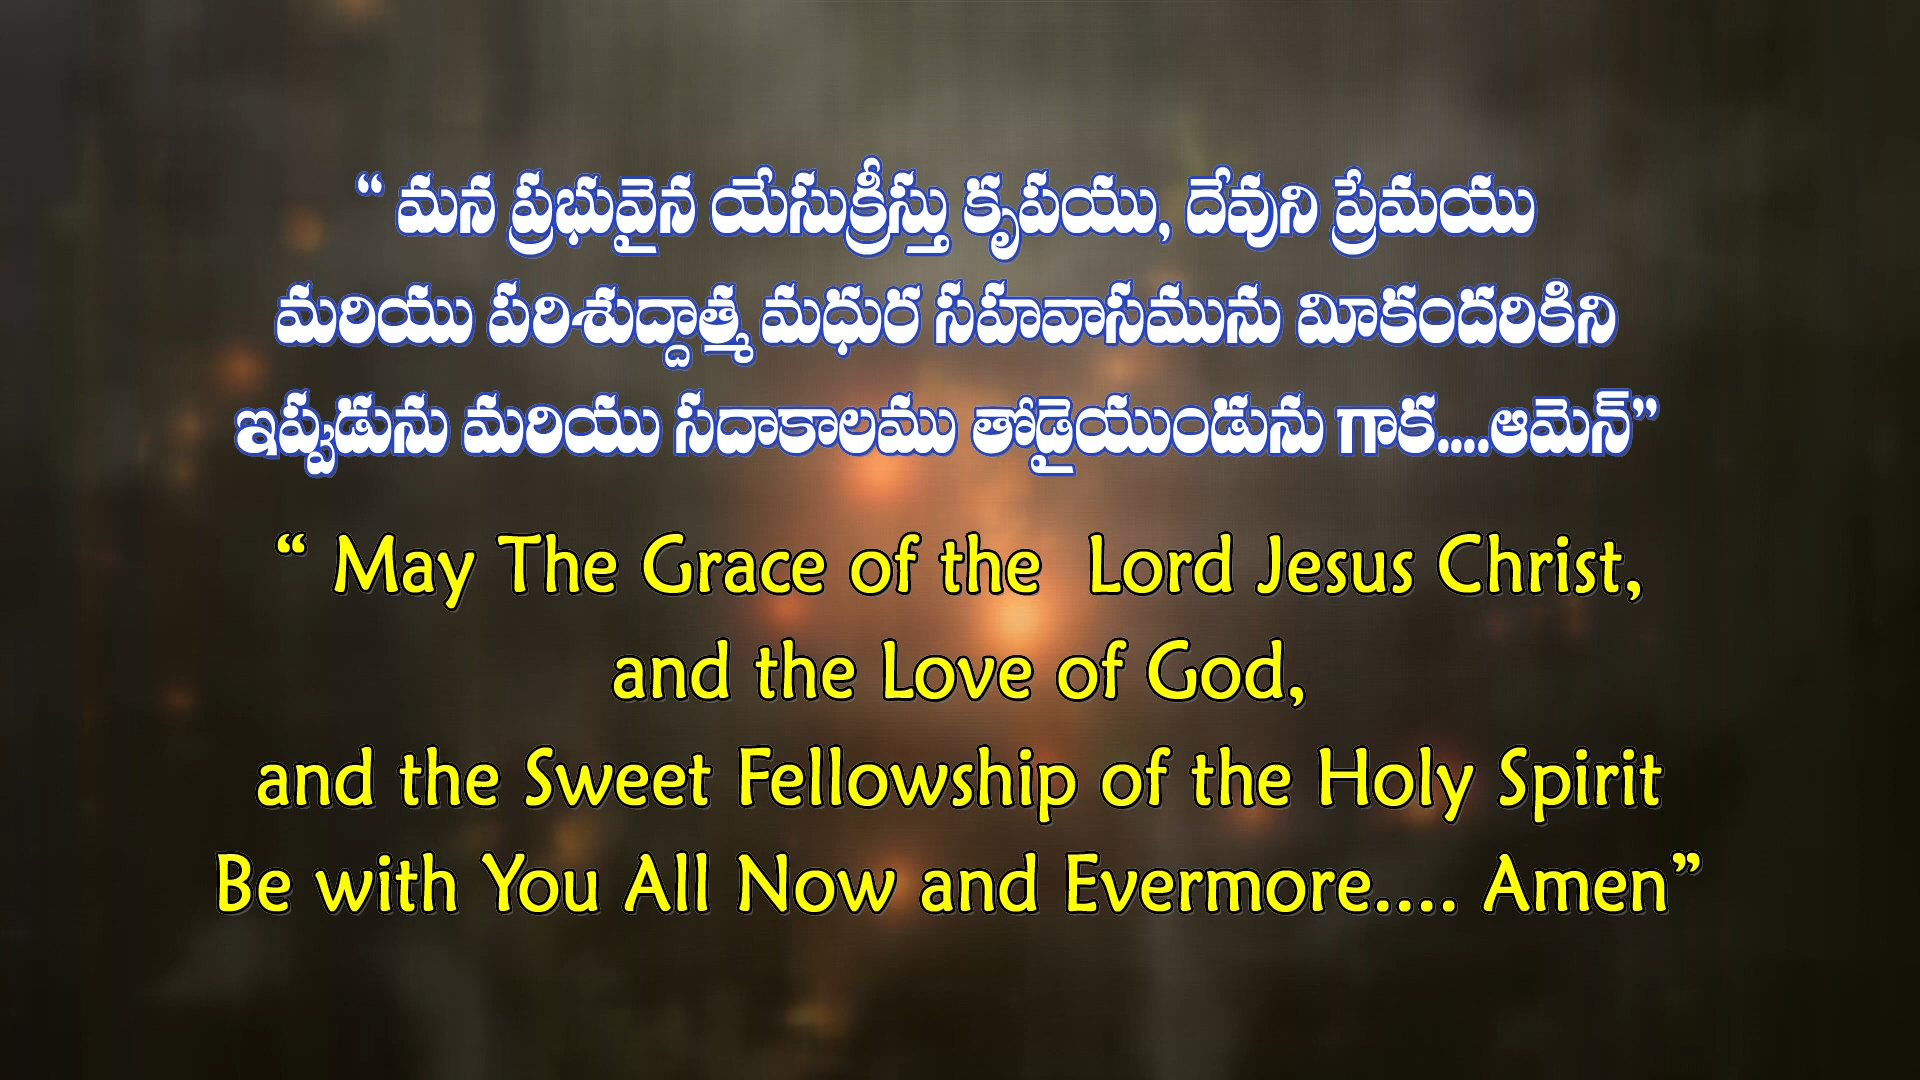 “ మన ప్రభువైన యేసుక్రీస్తు కృపయు, దేవుని ప్రేమయు
మరియు పరిశుద్దాత్మ మధుర సహవాసమును మీకందరికిని
ఇప్పుడును మరియు సదాకాలము తోడైయుండును గాక....ఆమెన్”
“ May The Grace of the Lord Jesus Christ,
and the Love of God,
and the Sweet Fellowship of the Holy Spirit
Be with You All Now and Evermore.... Amen”